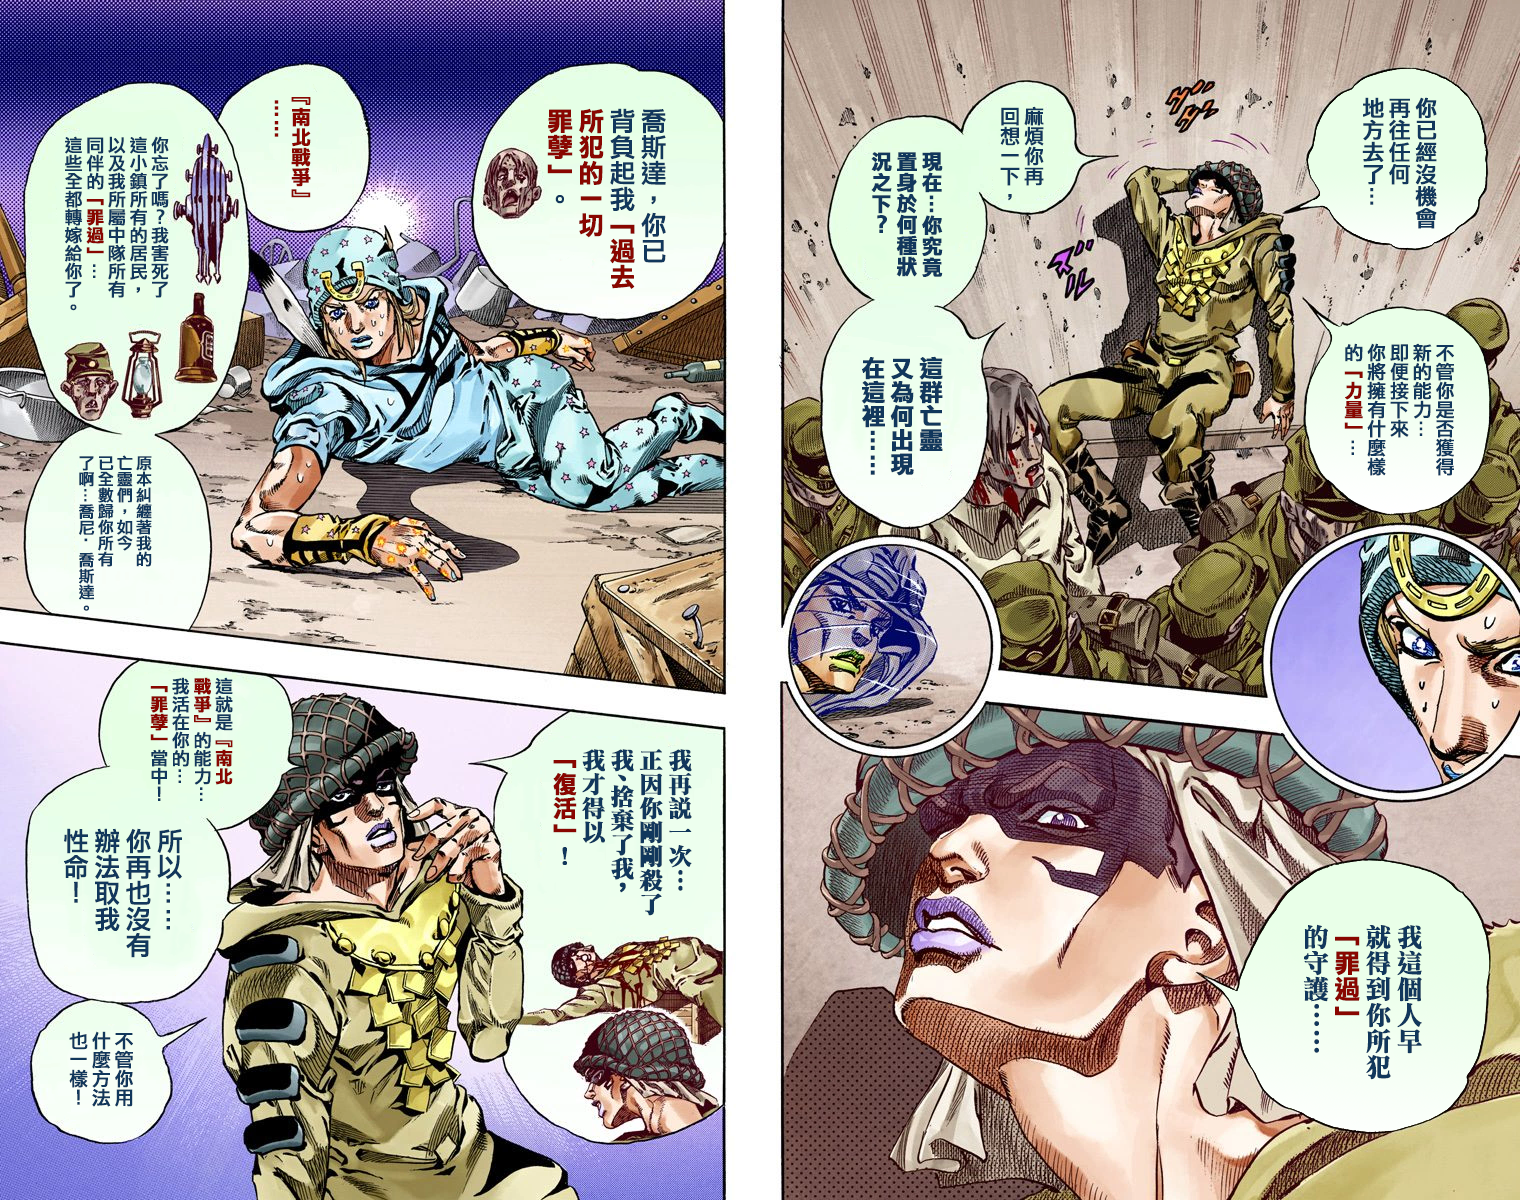 你已經沒機會
再往任何
地方去了…
麻煩你再
回想一下，
現在…你究竟
置身於何種狀
況之下？
不管你是否獲得
新的能力…
即便接下來
你將擁有什麼樣
的「力量」…
這群亡靈
又為何出現
在這裡……
我這個人早
就得到你所犯
「罪過」
的守護……
喬斯達，你已
背負起我「過去
所犯的一切
罪孽」。
『南北戰爭』
……
你忘了嗎？我害死了
這小鎮所有的居民，
以及我所屬中隊所有
同伴的「罪過」…
這些全都轉嫁給你了。
原本糾纏著我的
亡靈們，如今
已全數歸你所有
了啊…喬尼．喬斯達。
我再説一次…
正因你剛剛殺了
我、捨棄了我，
我才得以
「復活」！
這就是『南北
戰爭』的能力…
我活在你的…
「罪孽」當中！
所以……
你再也沒有
辦法取我
性命！
不管你用
什麼方法
也一樣！